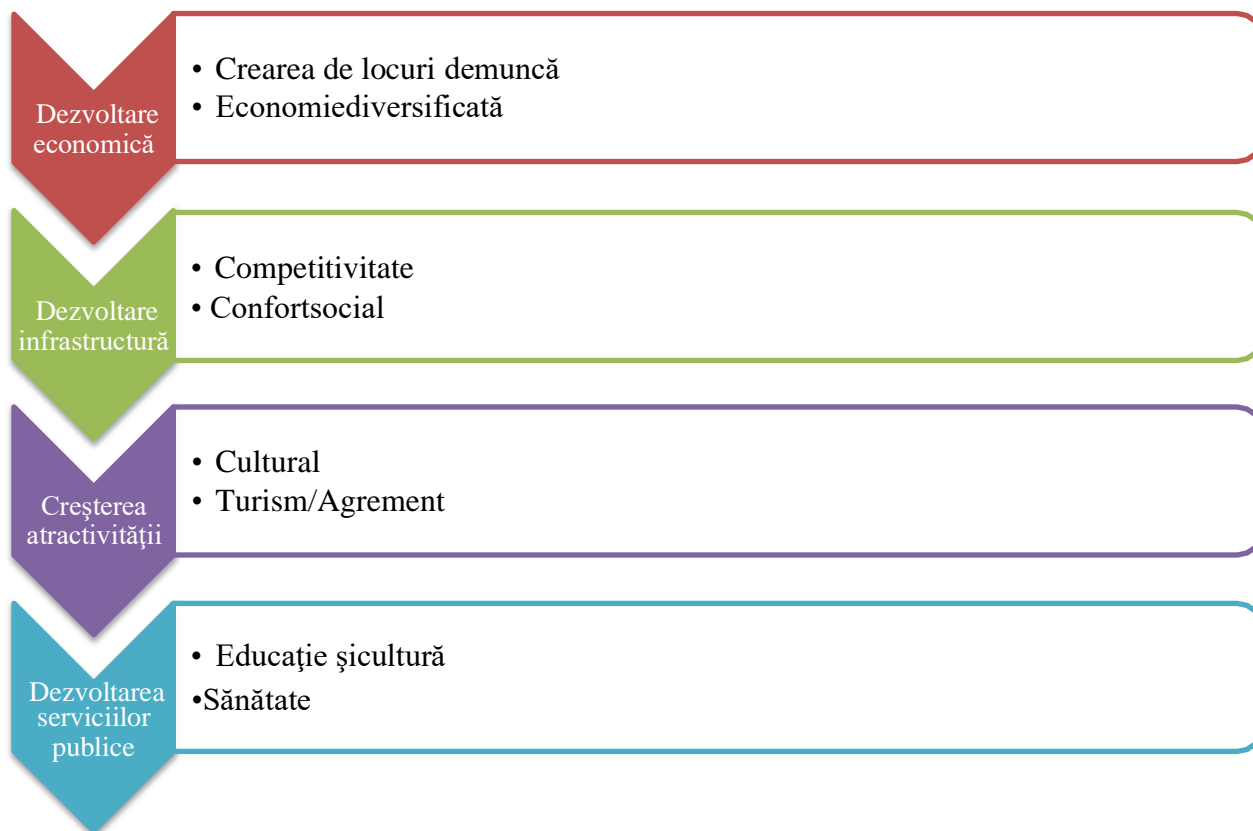 Dezvoltare
economică
• Crearea de locuri demuncă
• Economiediversificată
Dezvoltare
infrastructură
• Competitivitate
• Confortsocial
Creşterea
atractivităţii
• Cultural
• Turism/Agrement
Dezvoltarea
serviciilor
publice
• Educaţie şicultură
•Sănătate